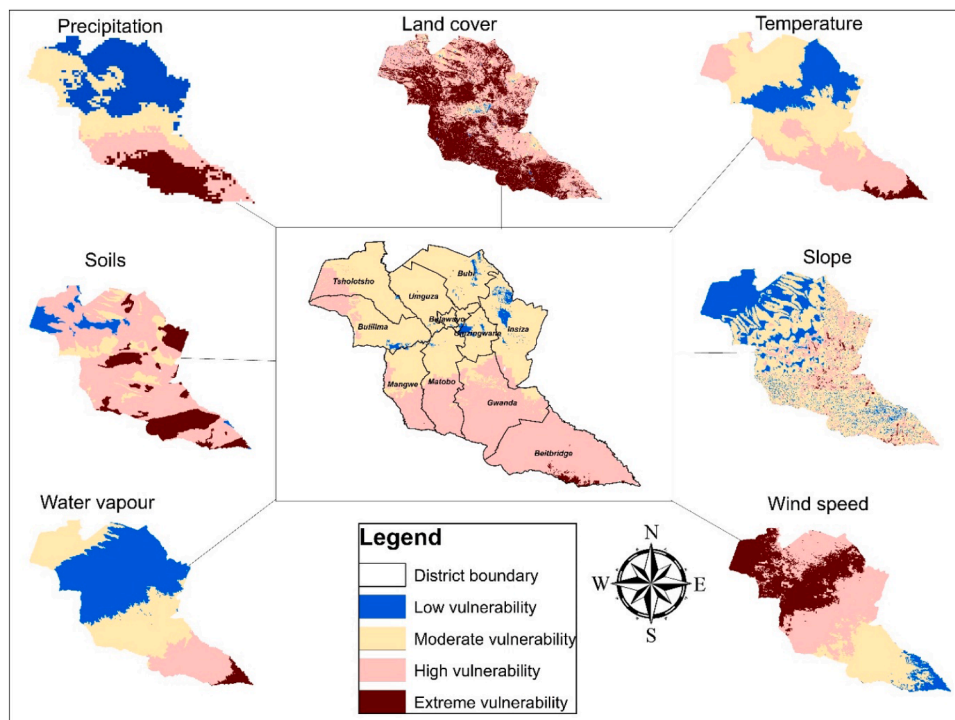 Precipitation
Land cover
Temperature
Soils
Slope
Tsholotsho
Bubi
Umguza
Bulawayo
Umzingwane
Bulilima
Insiza
Mangwe
Matobo
Gwanda
Beitbridge
Water vapour
Wind speed
Legend
District boundary
Low vulnerability
Moderate vulnerability
High vulnerability
Extreme vulnerability
N
W
E
S